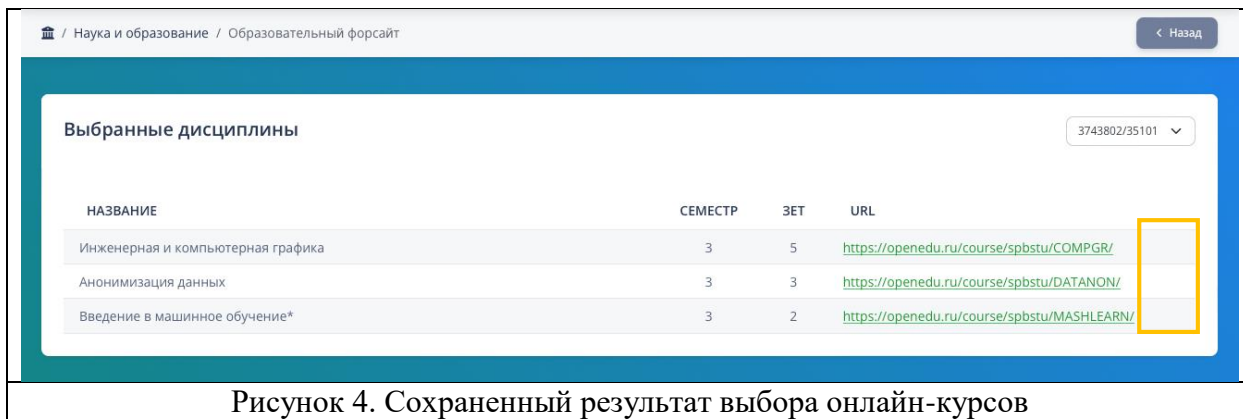 / Наука и образование / Образовательный форсайт
< Назад
Выбранные дисциплины
3743802/35101
НАЗВАНИЕ СЕМЕСТР ЗЕТ URL
Инженерная и компьютерная графика 3 5 https://openedu.ru/course/spbstu/COMPGR/
Анонимизация данных 3 3 https://openedu.ru/course/spbstu/DATANON/
Введение в машинное обучение* 3 2 https://openedu.ru/course/spbstu/MASHLEARN/
Рисунок 4. Сохраненный результат выбора онлайн-курсов